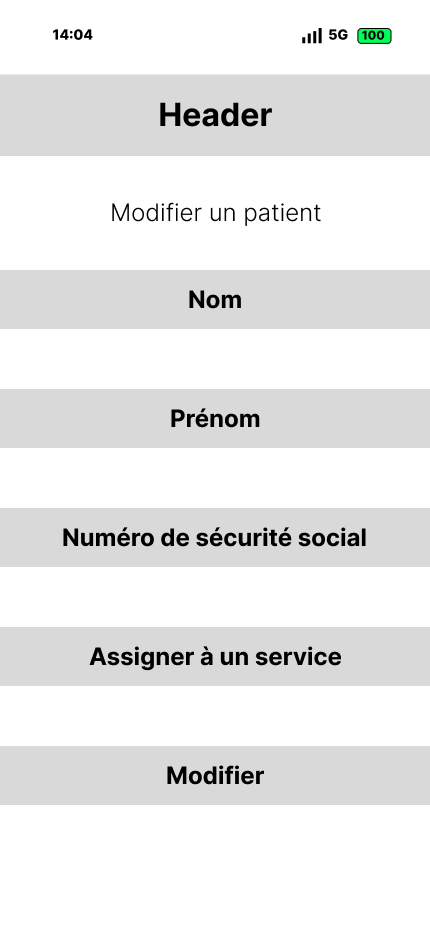 14:04 5G 100
Header
Modifier un patient
Nom
Prénom
Numéro de sécurité social
Assigner à un service
Modifier